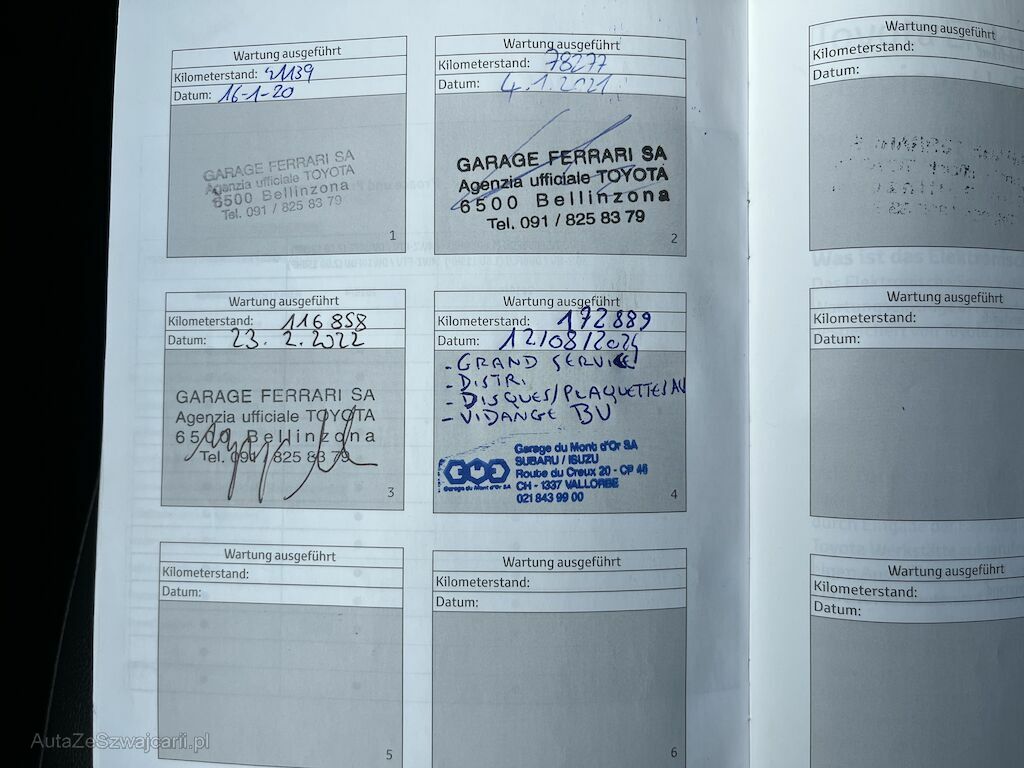 Wartung ausgeführt
Kilometerstand: 41139
Datum: 16-1-20
GARAGE FERRARI SA
Agenzia ufficiale TOYOTA
6500 Bellinzona
Tel. 091 / 825 83 79
1
Wartung ausgeführt
Kilometerstand: 78277
Datum: 4.1.2021
GARAGE FERRARI SA
Agenzia ufficiale TOYOTA
6500 Bellinzona
Tel. 091 / 825 83 79
2
Wartung ausgeführt
Kilometerstand: 116858
Datum: 23.2.2022
GARAGE FERRARI SA
Agenzia ufficiale TOYOTA
6500 Bellinzona
Tel. 091 / 825 83 79
3
Wartung ausgeführt
Kilometerstand: 172889
Datum: 12/08/2024
- GRAND SERVICE
- DISTRI
- DISQUES/PLAQUETTES AV
- VIDANGE BV
Garage du Mont d'Or SA
SUBARU / ISUZU
Route du Creux 20 - CP 46
CH - 1337 VALLORBE
021 843 99 00
Garage du Mont d'Or SA
4
Wartung ausgeführt
Kilometerstand:
Datum:
5
Wartung ausgeführt
Kilometerstand:
Datum:
6
Wartung ausgeführt
Kilometerstand:
Datum:
Wartung ausgeführt
Kilometerstand:
Datum:
Wartung ausgeführt
Kilometerstand:
Datum:
AutaZeSzwajcarii.pl